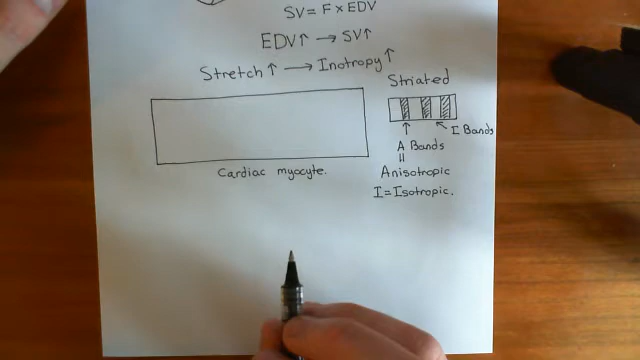 SV = F × EDV
EDV↑ → SV↑
Stretch ↑ → Inotropy ↑
Striated
I Bands
A Bands
=
Anisotropic
I = Isotropic.
Cardiac myocyte.